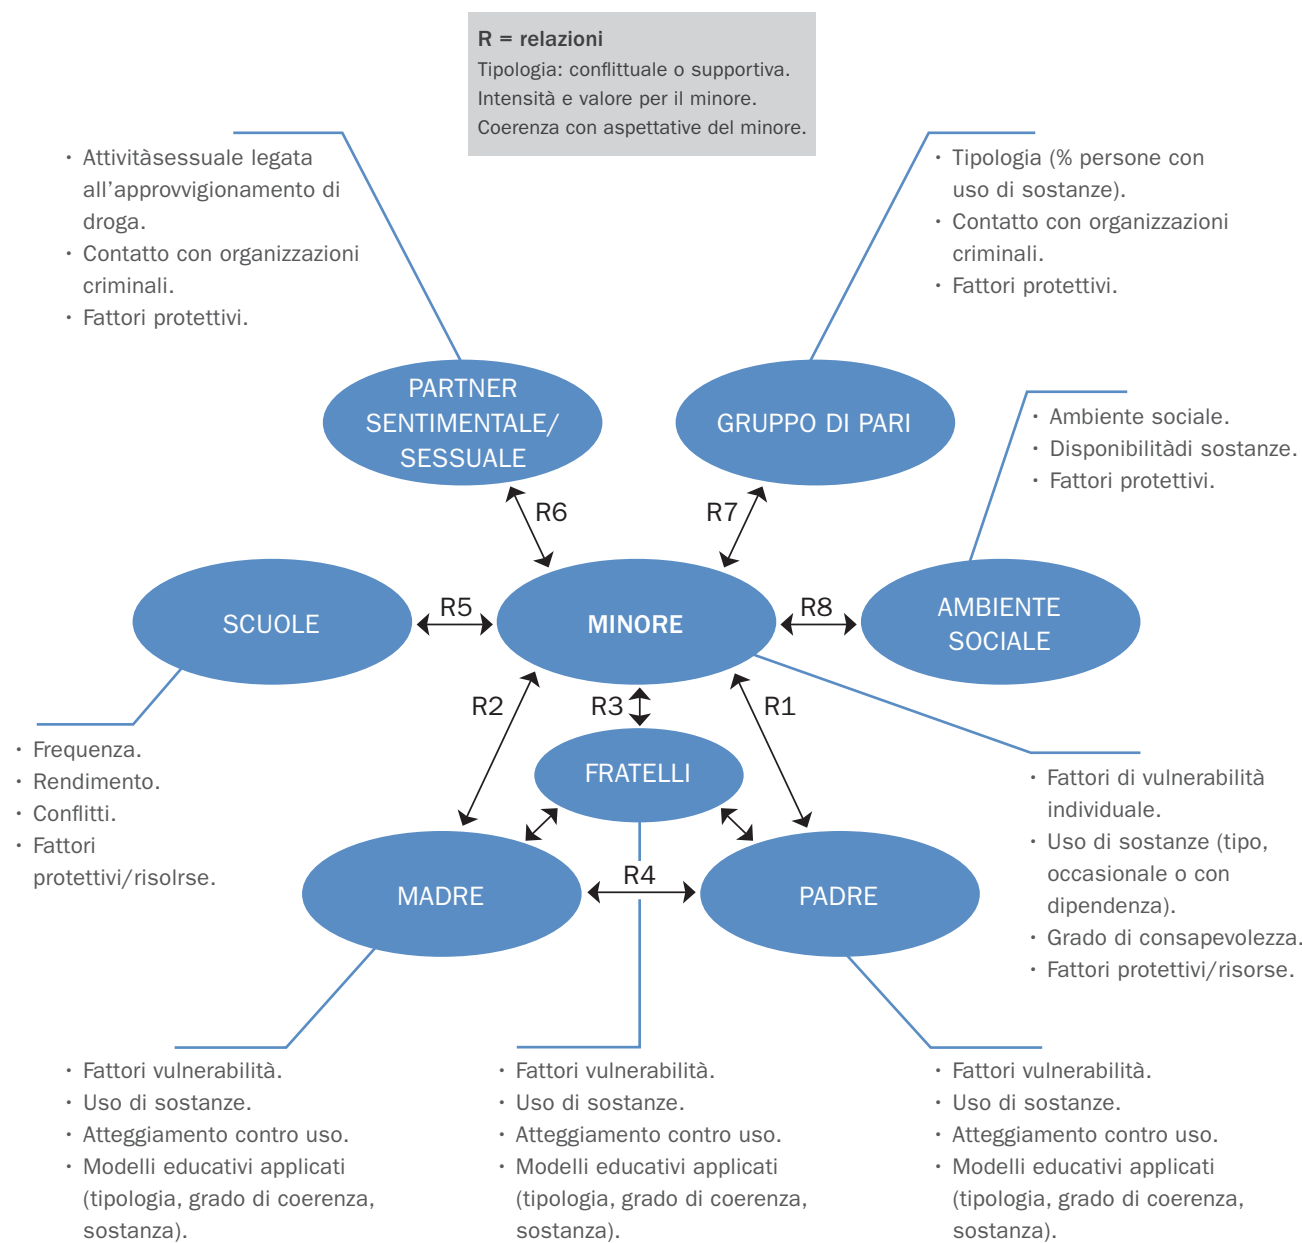 R = relazioni
Tipologia: conflittuale o supportiva.
Intensità e valore per il minore.
Coerenza con aspettative del minore.
· Attivitàsessuale legata
all'approvvigionamento di
droga.
· Contatto con organizzazioni
criminali.
· Fattori protettivi.
· Tipologia (% persone con
uso di sostanze).
· Contatto con organizzazioni
criminali.
· Fattori protettivi.
PARTNER
SENTIMENTALE/
SESSUALE
GRUPPO DI PARI
· Ambiente sociale.
· Disponibilitàdi sostanze.
· Fattori protettivi.
R6
R7
SCUOLE
R5
MINORE
R8
AMBIENTE
SOCIALE
R2
R3
R1
· Frequenza.
· Rendimento.
· Conflitti.
· Fattori
protettivi/risolrse.
FRATELLI
· Fattori di vulnerabilità
individuale.
· Uso di sostanze (tipo,
occasionale o con
dipendenza).
· Grado di consapevolezza.
· Fattori protettivi/risorse.
MADRE
R4
PADRE
· Fattori vulnerabilità.
· Uso di sostanze.
· Atteggiamento contro uso.
· Modelli educativi applicati
(tipologia, grado di coerenza,
sostanza).
· Fattori vulnerabilità.
· Uso di sostanze.
· Atteggiamento contro uso.
· Modelli educativi applicati
(tipologia, grado di coerenza,
sostanza).
· Fattori vulnerabilità.
· Uso di sostanze.
· Atteggiamento contro uso.
· Modelli educativi applicati
(tipologia, grado di coerenza,
sostanza).